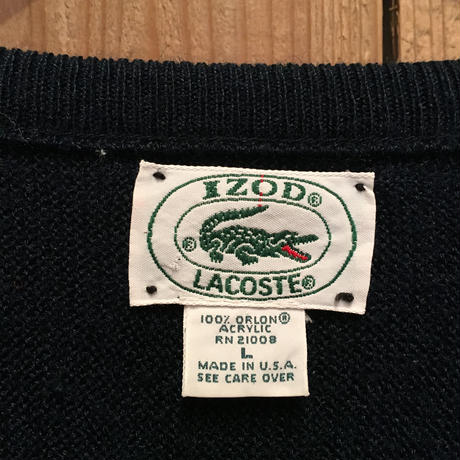 IZOD®
®
LACOSTE®
100% ORLON®
ACRYLIC
RN 21008
L
MADE IN U.S.A.
SEE CARE OVER